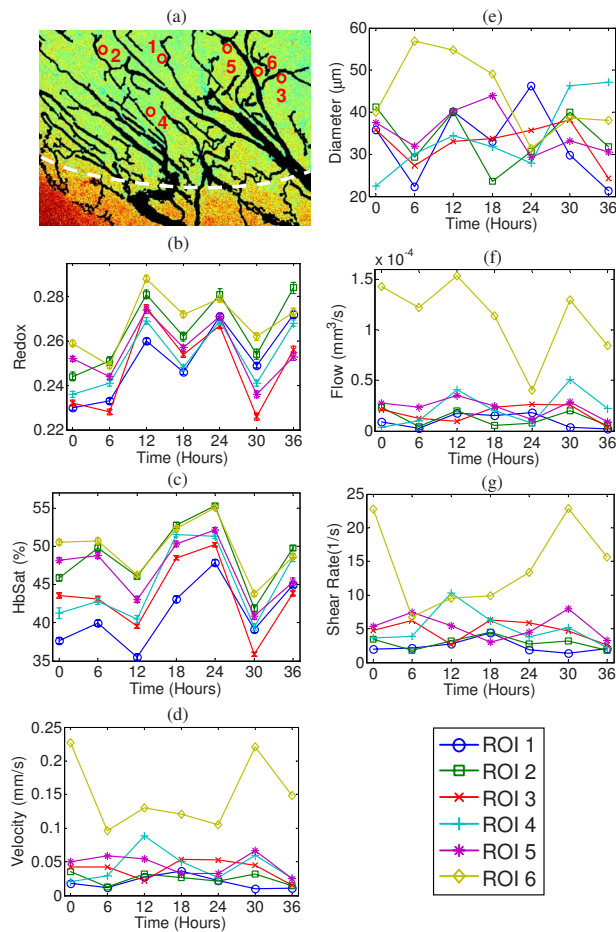 (a)
1
2
5
6
3
4
(b)
0.28
0.26
0.24
0.22
Redox
0 6 12 18 24 30 36
Time (Hours)
(c)
55
50
45
40
35
HbSat (%)
0 6 12 18 24 30 36
Time (Hours)
(d)
0.25
0.2
0.15
0.1
0.05
0
Velocity (mm/s)
0 6 12 18 24 30 36
Time (Hours)
(e)
60
50
40
30
20
Diameter (μm)
0 6 12 18 24 30 36
Time (Hours)
(f)
x 10⁻⁴
1.5
1
0.5
0
Flow (mm³/s)
0 6 12 18 24 30 36
Time (Hours)
(g)
25
20
15
10
5
0
Shear Rate(1/s)
0 6 12 18 24 30 36
Time (Hours)
ROI 1
ROI 2
ROI 3
ROI 4
ROI 5
ROI 6